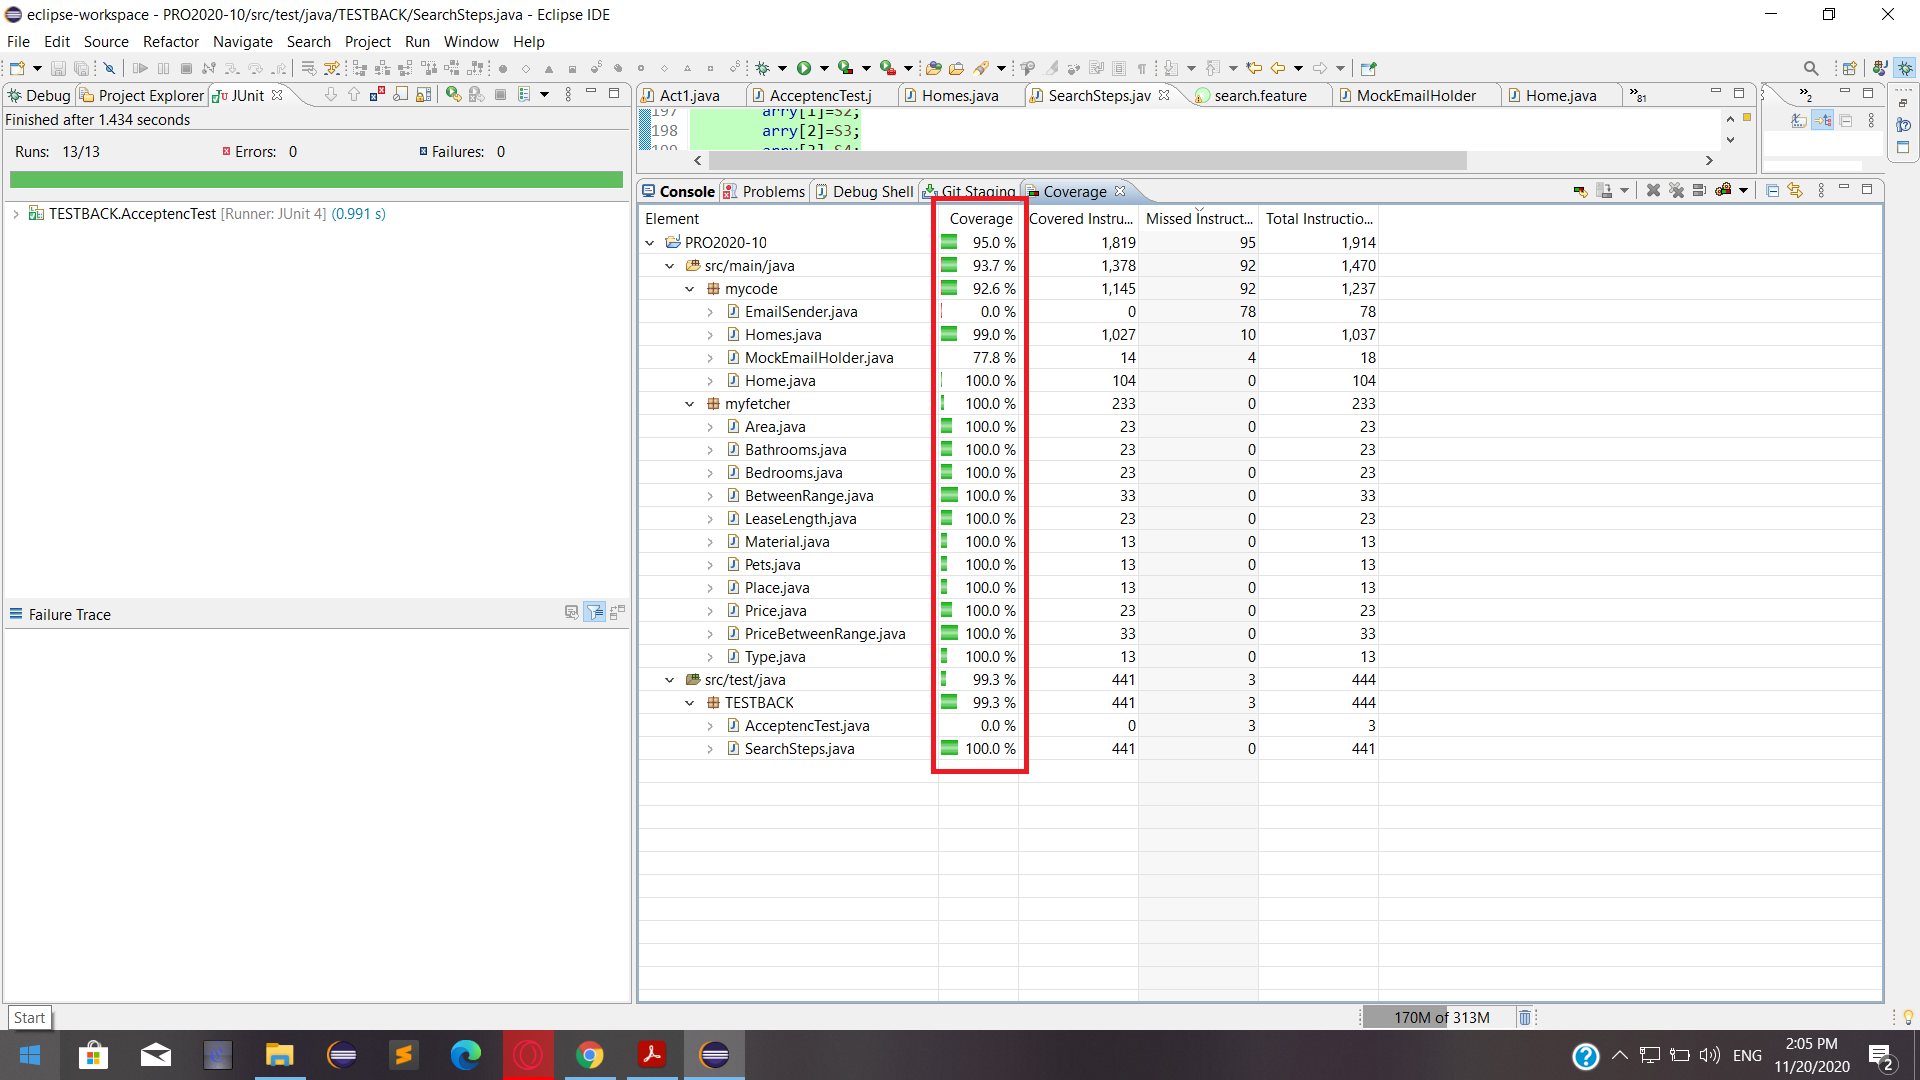 eclipse-workspace - PRO2020-10/src/test/java/TESTBACK/SearchSteps.java - Eclipse IDE
File Edit Source Refactor Navigate Search Project Run Window Help
Debug Project Explorer JUnit
Finished after 1.434 seconds
Runs: 13/13 Errors: 0 Failures: 0
TESTBACK.AcceptencTest [Runner: JUnit 4] (0.991 s)
Failure Trace
Act1.java AcceptencTest.j Homes.java SearchSteps.jav search.feature MockEmailHolder Home.java »81 »2
197 arry[1]=S2;
198 arry[2]=S3;
199 arry[3]=S4;
Console Problems Debug Shell Git Staging Coverage
Element Coverage Covered Instru... Missed Instruct... Total Instructio...
PRO2020-10 95.0 % 1,819 95 1,914
src/main/java 93.7 % 1,378 92 1,470
mycode 92.6 % 1,145 92 1,237
EmailSender.java 0.0 % 0 78 78
Homes.java 99.0 % 1,027 10 1,037
MockEmailHolder.java 77.8 % 14 4 18
Home.java 100.0 % 104 0 104
myfetcher 100.0 % 233 0 233
Area.java 100.0 % 23 0 23
Bathrooms.java 100.0 % 23 0 23
Bedrooms.java 100.0 % 23 0 23
BetweenRange.java 100.0 % 33 0 33
LeaseLength.java 100.0 % 23 0 23
Material.java 100.0 % 13 0 13
Pets.java 100.0 % 13 0 13
Place.java 100.0 % 13 0 13
Price.java 100.0 % 23 0 23
PriceBetweenRange.java 100.0 % 33 0 33
Type.java 100.0 % 13 0 13
src/test/java 99.3 % 441 3 444
TESTBACK 99.3 % 441 3 444
AcceptencTest.java 0.0 % 0 3 3
SearchSteps.java 100.0 % 441 0 441
Start
170M of 313M
ENG
2:05 PM
11/20/2020
2